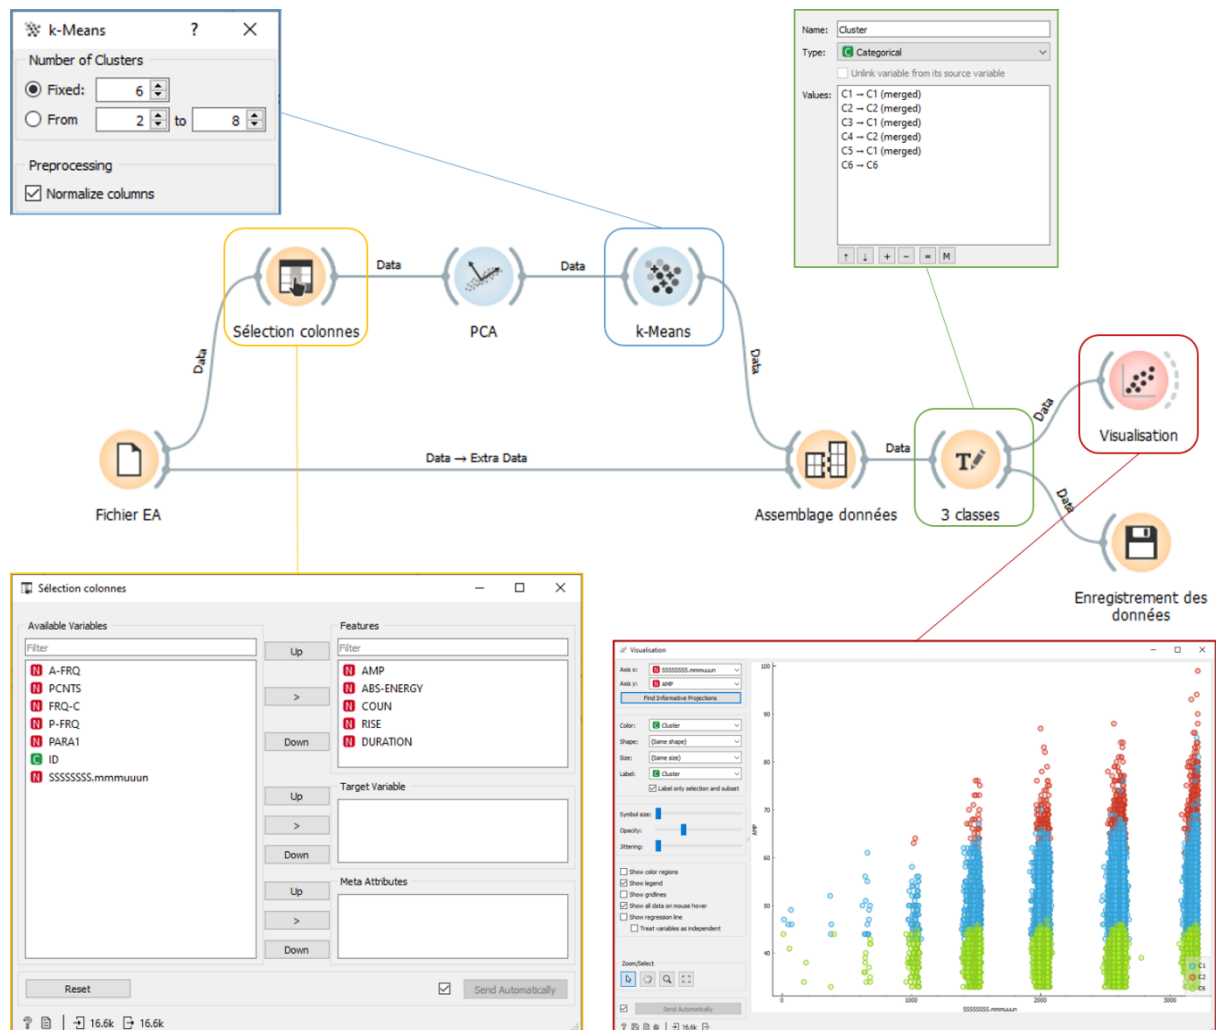 k-Means ? ×
Number of Clusters
Fixed: 6
From 2 to 8
Preprocessing
Normalize columns
Name: Cluster
Type: C Categorical
Unlink variable from its source variable
Values: C1 → C1 (merged)
C2 → C2 (merged)
C3 → C1 (merged)
C4 → C2 (merged)
C5 → C1 (merged)
C6 → C6
↑ ↓ + − = M
Data
Data
Sélection colonnes
PCA
k-Means
Data
Data
Data
Visualisation
Data → Extra Data
Data
Fichier EA
Assemblage données
3 classes
Data
Enregistrement des
données
Sélection colonnes
Available Variables
Filter
N A-FRQ
N PCNTS
N FRQ-C
N P-FRQ
N PARA1
C ID
N SSSSSSSS.mmmuuun
Up
>
Down
Up
>
Down
Up
>
Down
Features
Filter
N AMP
N ABS-ENERGY
N COUN
N RISE
N DURATION
Target Variable
Meta Attributes
Reset
Send Automatically
? 16.6k 16.6k
Visualisation
Axis x: N SSSSSSSS.mmmuuun
Axis y: N AMP
Find Informative Projections
Color: C Cluster
Shape: (Same shape)
Size: (Same size)
Label: C Cluster
Label only selection and subset
Symbol size:
Opacity:
Jittering:
Show color regions
Show legend
Show gridlines
Show all data on mouse hover
Show regression line
Treat variables as independent
Zoom/Select
Send Automatically
? 16.6k
100
90
80
70
60
50
40
AMP
0 1000 2000 3000
SSSSSSSS.mmmuuun
C1
C2
C6